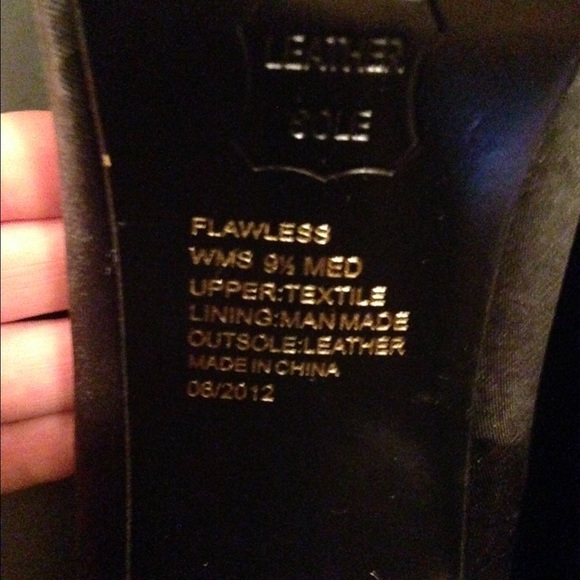 LEATHER
SOLE
FLAWLESS
WMS 9½ MED
UPPER:TEXTILE
LINING:MAN MADE
OUTSOLE:LEATHER
MADE IN CHINA
08/2012